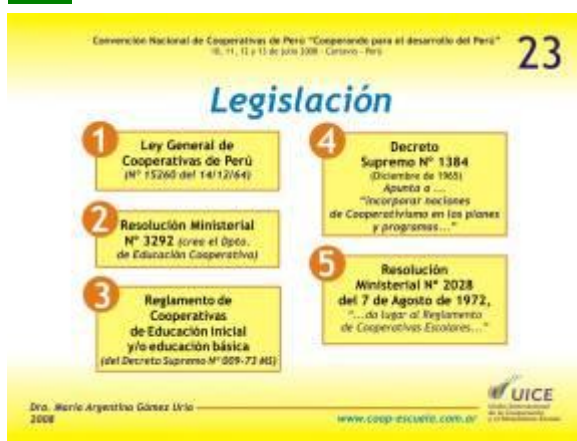 Convención Nacional de Cooperativas de Perú "Cooperando para el desarrollo del Perú"
10, 11, 12 y 13 de julio 2008 - Cartavio - Perú
23
Legislación
1
Ley General de
Cooperativas de Perú
(Nº 15260 del 14/12/64)
2
Resolución Ministerial
Nº 3292 (crea el Dpto.
de Educación Cooperativa)
3
Reglamento de
Cooperativas
de Educación Inicial
y/o educación básica
(del Decreto Supremo Nº 009-73 MS)
4
Decreto
Supremo Nº 1384
(Diciembre de 1965)
Apunta a ...
"incorporar nociones
de Cooperativismo en los planes
y programas..."
5
Resolución
Ministerial Nº 2028
del 7 de Agosto de 1972,
"...da lugar al Reglamento
de Cooperativas Escolares..."
Dra. María Argentina Gómez Uria
2008
www.coop-escuela.com.ar
UICE